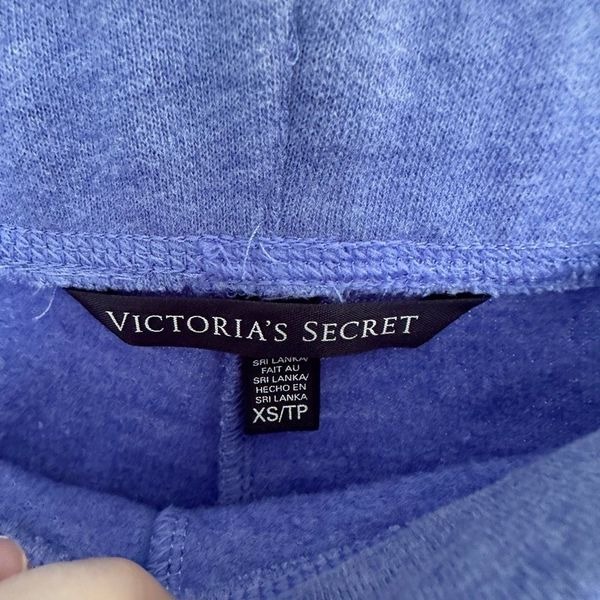 VICTORIA'S SECRET
SRI LANKA/
FAIT AU
SRI LANKA/
HECHO EN
SRI LANKA
XS/TP